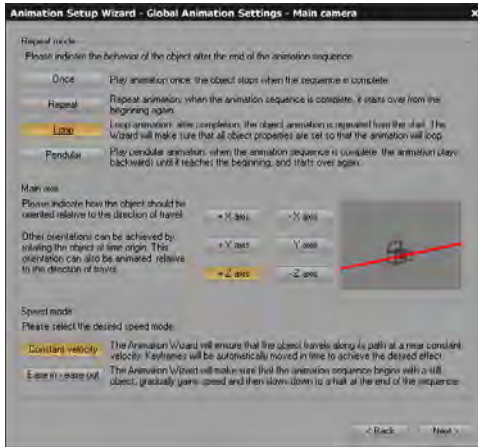 Animation Setup Wizard - Global Animation Settings - Main camera X
Repeat mode
Please indicate the behavior of the object after the end of the animation sequence
Once
Play animation once, the object stops when the sequence is complete
Repeat
Repeat animation, when the animation sequence is complete, it starts over from the
beginning again
Loop
Loop animation, after completion, the object animation is repeated from the start. The
Wizard will make sure that all object properties are set so that the animation will loop.
Pendular
Play pendular animation, when the animation sequence is complete, the animation plays
backwards until it reaches the beginning, and starts over again.
Main axis
Please indicate how the object should be
oriented relative to the direction of travel
Other orientations can be achieved by
rotating the object at time origin. This
orientation can also be animated relative
to the direction of travel
+ X axis
- X axis
+ Y axis
Y axis
+ Z axis
- Z axis
Speed mode
Please select the desired speed mode
Constant velocity
The Animation Wizard will ensure that the object travels along its path at a near constant
velocity. Keyframes will be automatically moved in time to achieve the desired effect.
Ease in - ease out
The Animation Wizard will make sure that the animation sequence begins with a still
object, gradually gains speed and then slows down to a halt at the end of the sequence.
< Back
Next >